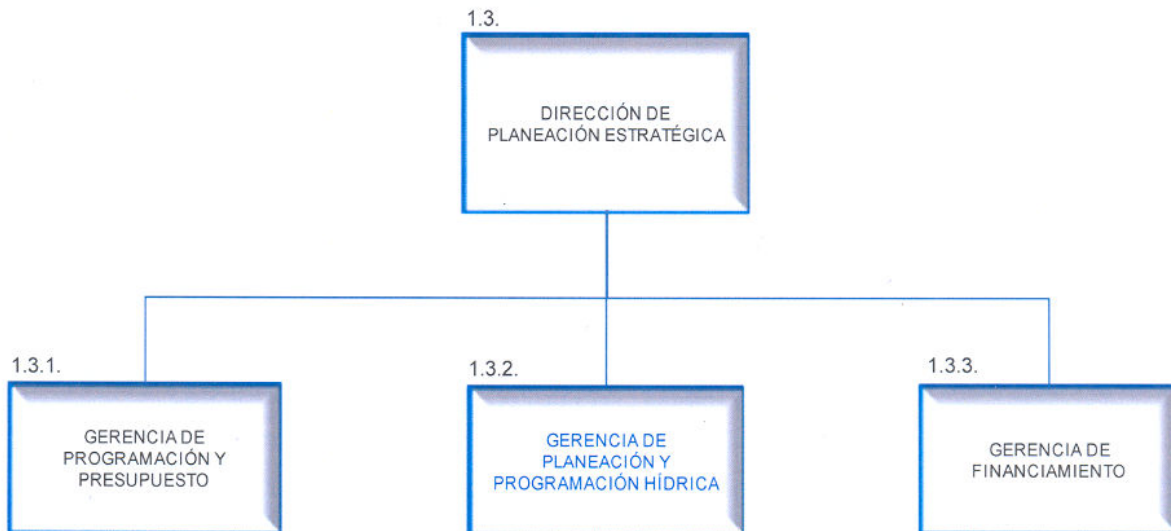 1.3.
DIRECCIÓN DE
PLANEACIÓN ESTRATÉGICA
1.3.1.
GERENCIA DE
PROGRAMACIÓN Y
PRESUPUESTO
1.3.2.
GERENCIA DE
PLANEACIÓN Y
PROGRAMACIÓN HÍDRICA
1.3.3.
GERENCIA DE
FINANCIAMIENTO